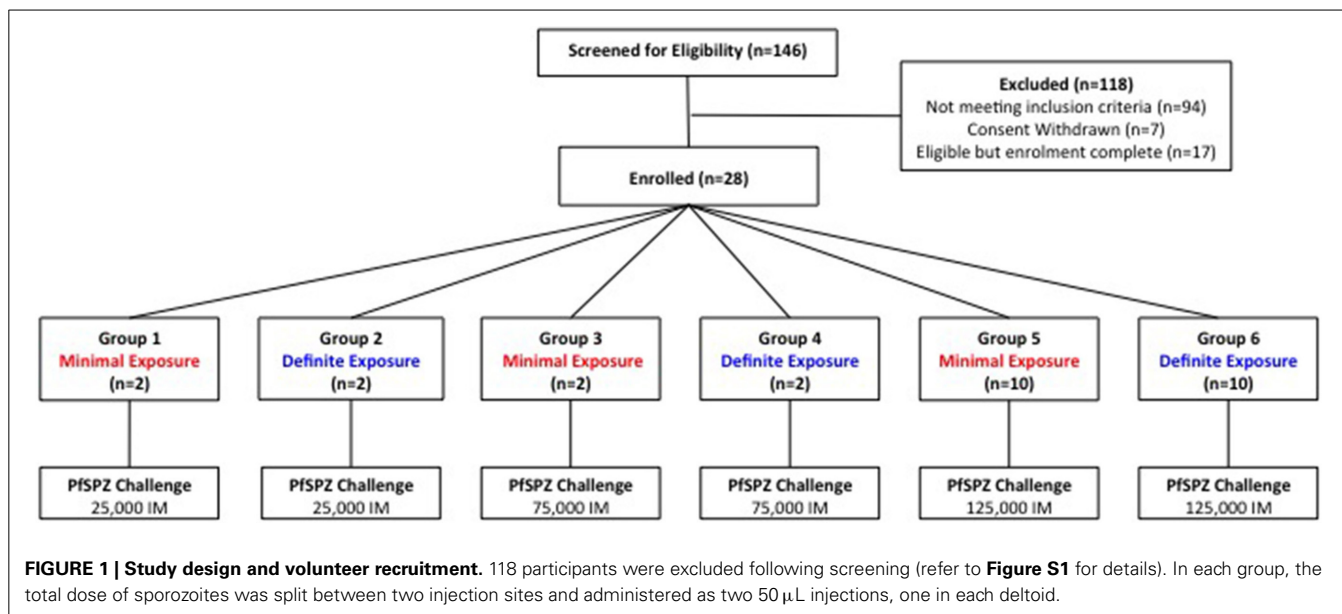 Screened for Eligibility (n=146)
Excluded (n=118)
Not meeting inclusion criteria (n=94)
Consent Withdrawn (n=7)
Eligible but enrolment complete (n=17)
Enrolled (n=28)
Group 1
Minimal Exposure
(n=2)
Group 2
Definite Exposure
(n=2)
Group 3
Minimal Exposure
(n=2)
Group 4
Definite Exposure
(n=2)
Group 5
Minimal Exposure
(n=10)
Group 6
Definite Exposure
(n=10)
PfSPZ Challenge
25,000 IM
PfSPZ Challenge
25,000 IM
PfSPZ Challenge
75,000 IM
PfSPZ Challenge
75,000 IM
PfSPZ Challenge
125,000 IM
PfSPZ Challenge
125,000 IM
FIGURE 1 | Study design and volunteer recruitment. 118 participants were excluded following screening (refer to Figure S1 for details). In each group, the
total dose of sporozoites was split between two injection sites and administered as two 50 μL injections, one in each deltoid.